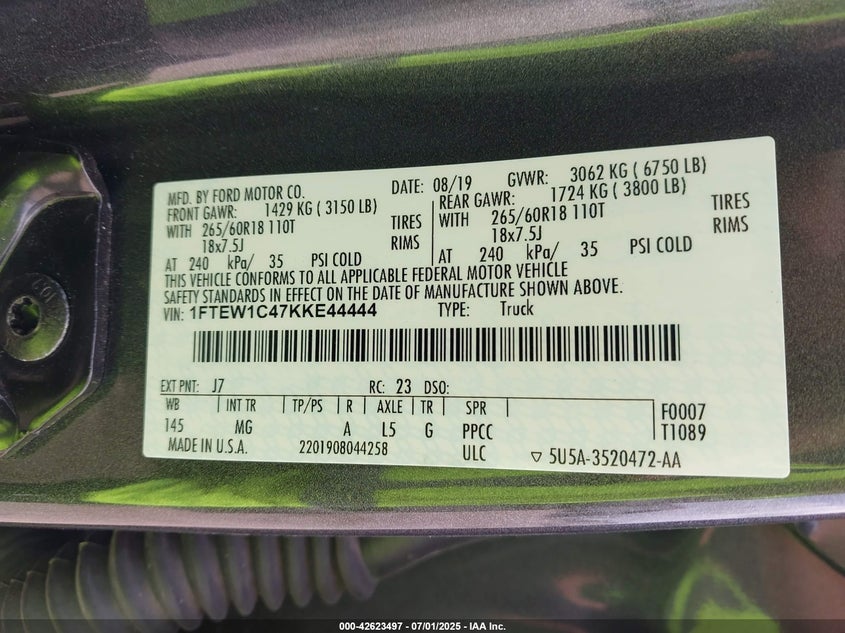 MFD. BY FORD MOTOR CO.
DATE: 08/19 GVWR: 3062 KG ( 6750 LB)
FRONT GAWR: 1429 KG ( 3150 LB)
WITH 265/60R18 110T TIRES
18x7.5J RIMS
AT 240 kPa/ 35 PSI COLD
REAR GAWR: 1724 KG ( 3800 LB)
WITH 265/60R18 110T TIRES
18x7.5J RIMS
AT 240 kPa/ 35 PSI COLD
THIS VEHICLE CONFORMS TO ALL APPLICABLE FEDERAL MOTOR VEHICLE
SAFETY STANDARDS IN EFFECT ON THE DATE OF MANUFACTURE SHOWN ABOVE.
VIN: 1FTEW1C47KKE44444 TYPE: Truck
EXT PNT: J7 RC: 23 DSO:
WB INT TR TP/PS R AXLE TR SPR
145 MG A L5 G PPCC
F0007
T1089
MADE IN U.S.A. 2201908044258 ULC ▽ 5U5A-3520472-AA
000-42623497 - 07/01/2025 - IAA Inc.